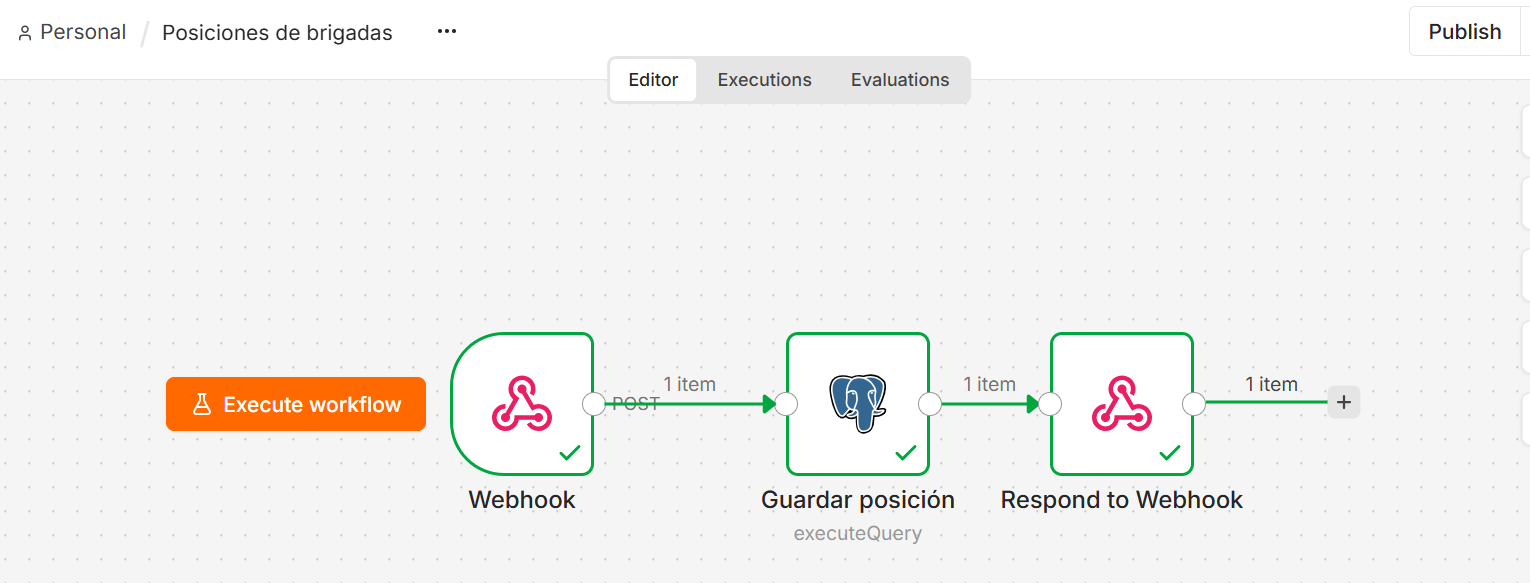 Personal / Posiciones de brigadas ...
Publish
Editor Executions Evaluations
Execute workflow
POST
1 item
1 item
1 item
Webhook
Guardar posición
executeQuery
Respond to Webhook